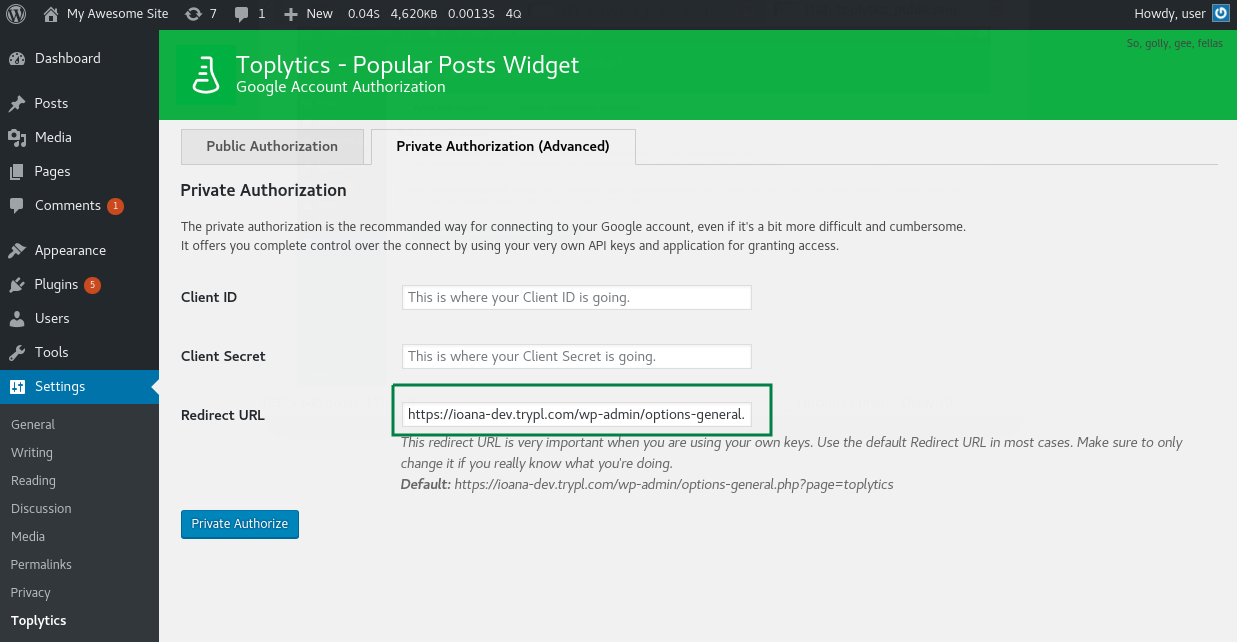 My Awesome Site 7 1 New 0.04S 4,620KB 0.0013S 4Q Howdy, user
So, golly, gee, fellas
Toplytics - Popular Posts Widget
Google Account Authorization
Dashboard
Posts
Media
Pages
Comments 1
Appearance
Plugins 5
Users
Tools
Settings
General
Writing
Reading
Discussion
Media
Permalinks
Privacy
Toplytics
Public Authorization
Private Authorization (Advanced)
Private Authorization
The private authorization is the recommanded way for connecting to your Google account, even if it's a bit more difficult and cumbersome.
It offers you complete control over the connect by using your very own API keys and application for granting access.
Client ID
This is where your Client ID is going.
Client Secret
This is where your Client Secret is going.
Redirect URL
https://ioana-dev.trypl.com/wp-admin/options-general.
This redirect URL is very important when you are using your own keys. Use the default Redirect URL in most cases. Make sure to only
change it if you really know what you're doing.
Default: https://ioana-dev.trypl.com/wp-admin/options-general.php?page=toplytics
Private Authorize